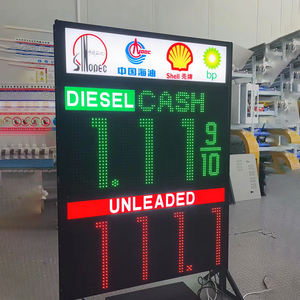 Sinopec
中国海油
Shell 壳牌
bp
DIESEL CASH
1.11 9/10
UNLEADED
111.1